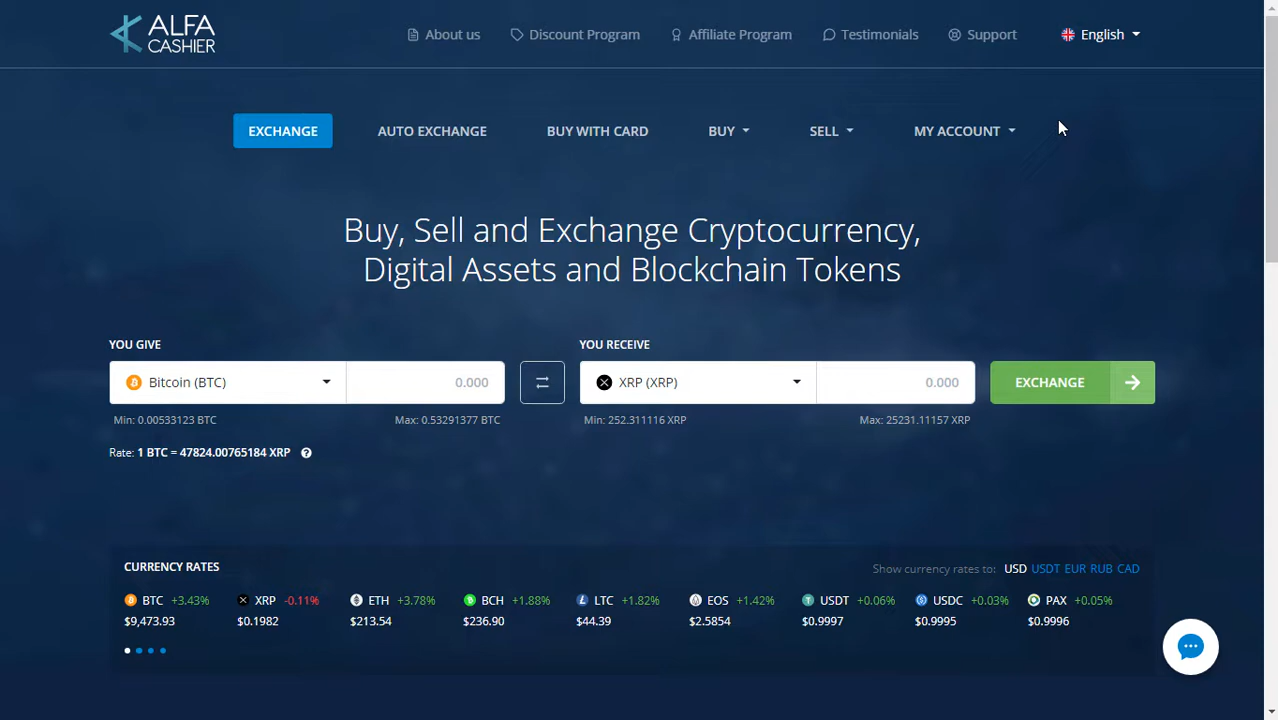 ALFA
CASHIER
About us
Discount Program
Affiliate Program
Testimonials
Support
English
EXCHANGE
AUTO EXCHANGE
BUY WITH CARD
BUY
SELL
MY ACCOUNT
Buy, Sell and Exchange Cryptocurrency,
Digital Assets and Blockchain Tokens
YOU GIVE
YOU RECEIVE
Bitcoin (BTC)
0.000
XRP (XRP)
0.000
EXCHANGE
Min: 0.00533123 BTC
Max: 0.53291377 BTC
Min: 252.311116 XRP
Max: 25231.11157 XRP
Rate: 1 BTC = 47824.00765184 XRP ?
CURRENCY RATES
Show currency rates to: USD USDT EUR RUB CAD
BTC +3.43%
XRP -0.11%
ETH +3.78%
BCH +1.88%
LTC +1.82%
EOS +1.42%
USDT +0.06%
USDC +0.03%
PAX +0.05%
$9,473.93
$0.1982
$213.54
$236.90
$44.39
$2.5854
$0.9997
$0.9995
$0.9996